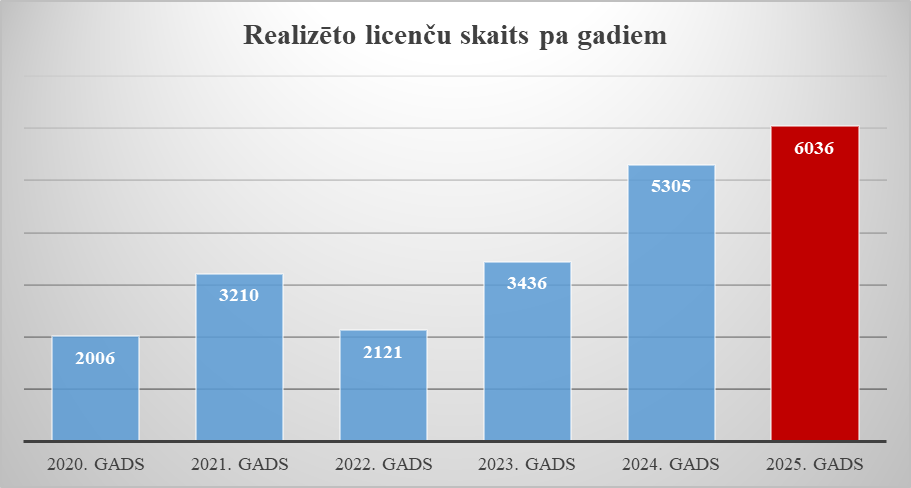 Realizēto licenču skaits pa gadiem
6036
5305
3436
3210
2121
2006
2020. GADS
2021. GADS
2022. GADS
2023. GADS
2024. GADS
2025. GADS